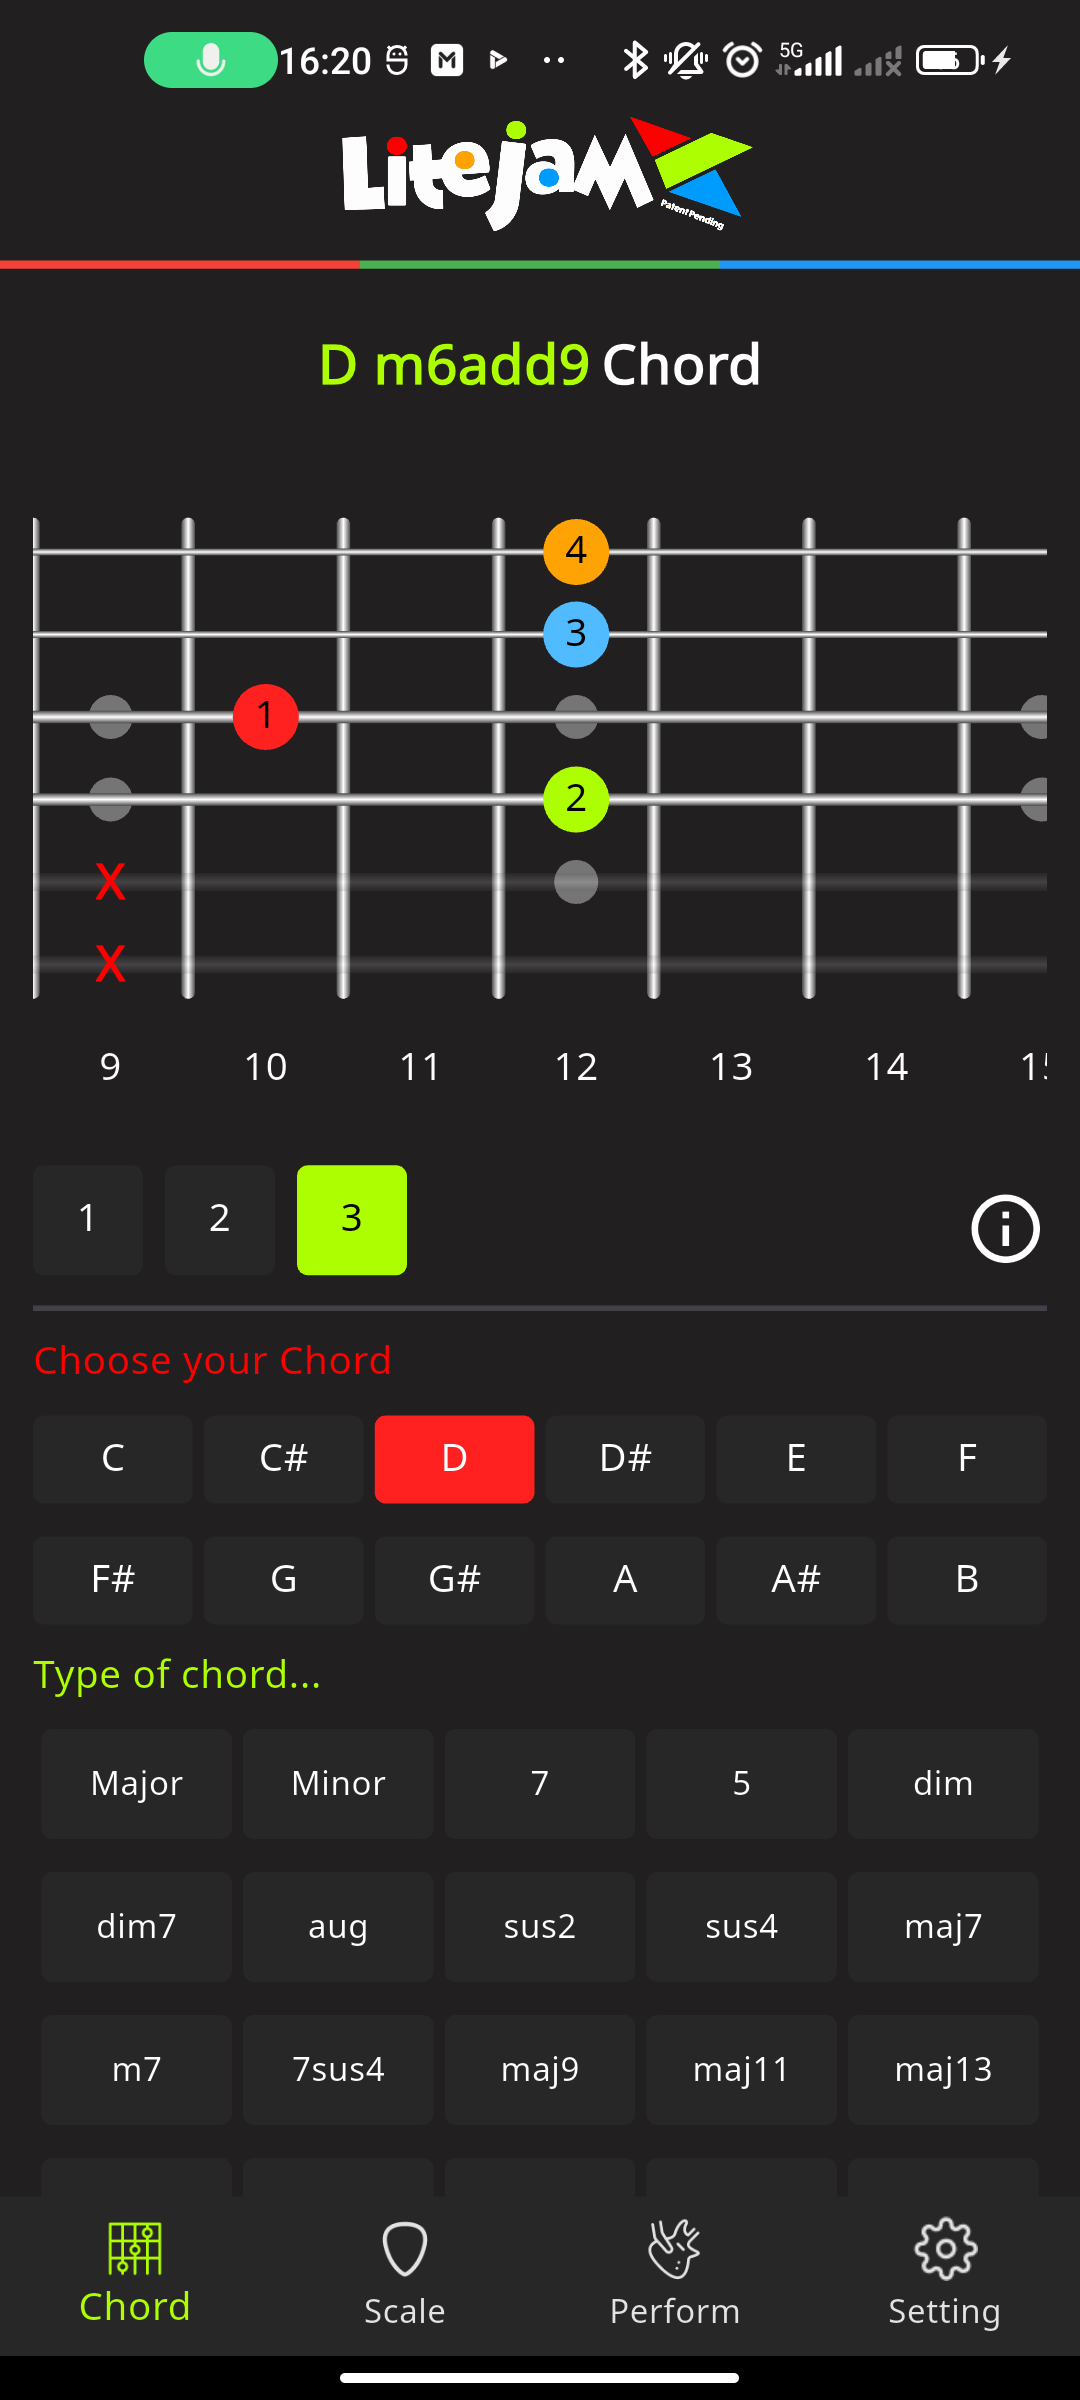 16:20 5G
Litejam
Patent Pending
D m6add9 Chord
4
3
1
2
X
X
9 10 11 12 13 14
1 2 3
Choose your Chord
C C# D D# E F
F# G G# A A# B
Type of chord...
Major Minor 7 5 dim
dim7 aug sus2 sus4 maj7
m7 7sus4 maj9 maj11 maj13
Chord Scale Perform Setting